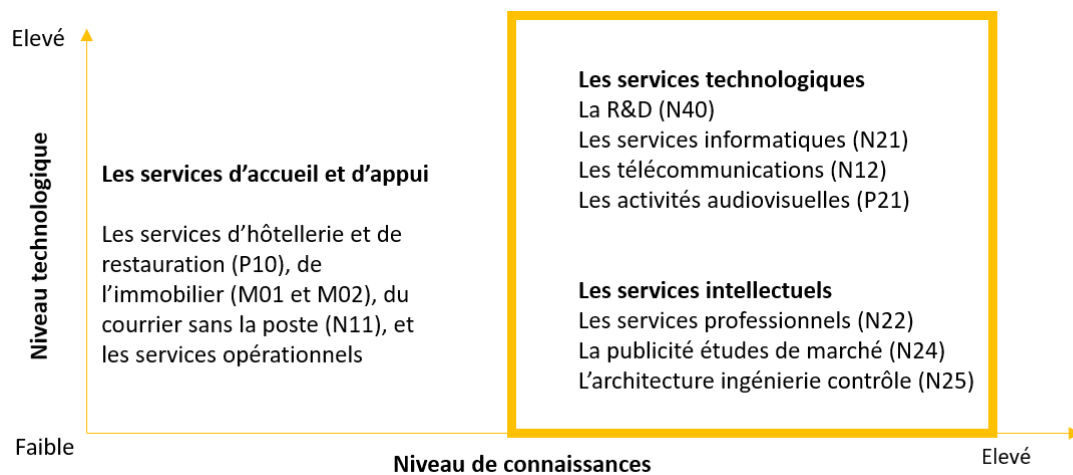 Elevé
Niveau technologique
Les services d'accueil et d'appui
Les services d'hôtellerie et de
restauration (P10), de
l'immobilier (M01 et M02), du
courrier sans la poste (N11), et
les services opérationnels
Les services technologiques
La R&D (N40)
Les services informatiques (N21)
Les télécommunications (N12)
Les activités audiovisuelles (P21)
Les services intellectuels
Les services professionnels (N22)
La publicité études de marché (N24)
L'architecture ingénierie contrôle (N25)
Faible
Niveau de connaissances
Elevé